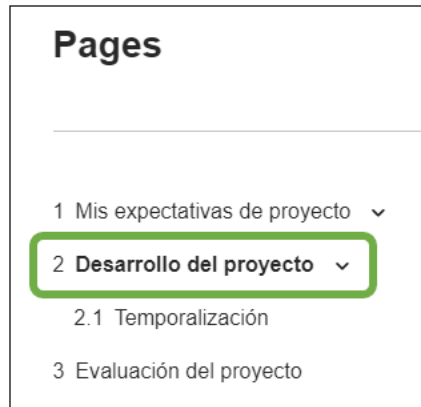 Pages
1 Mis expectativas de proyecto
2 Desarrollo del proyecto
2.1 Temporalización
3 Evaluación del proyecto